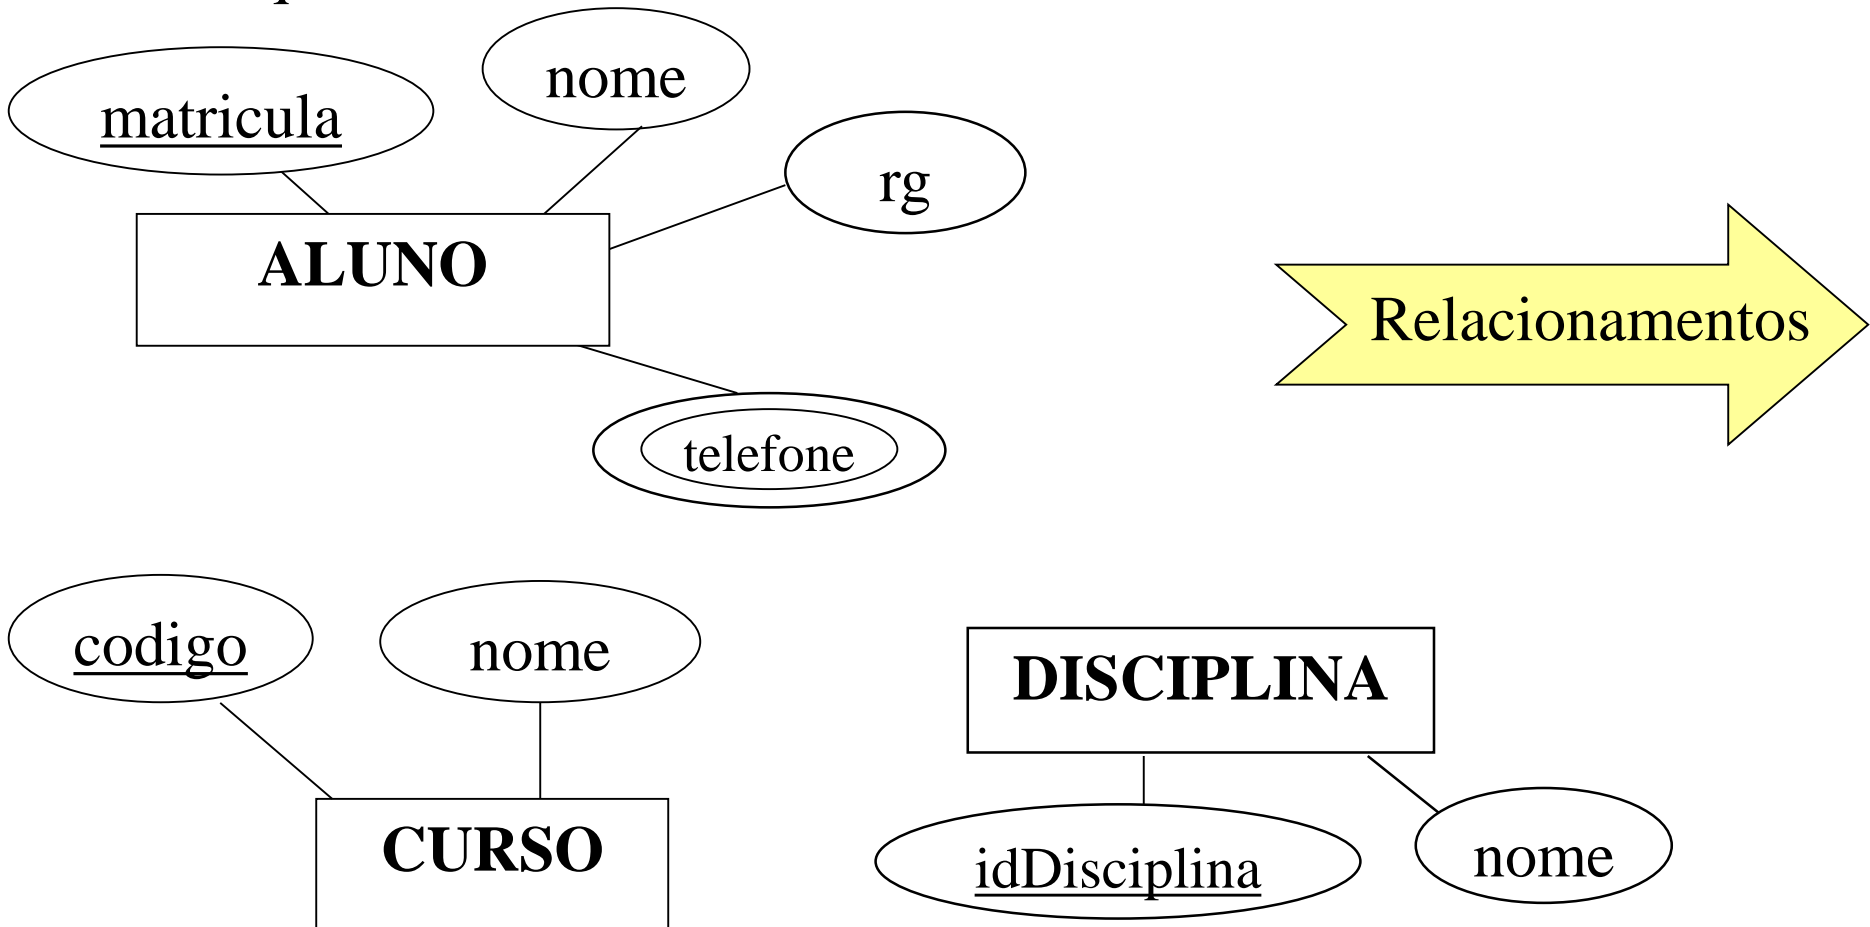 nome
matricula
rg
ALUNO
Relacionamentos
telefone
codigo
nome
DISCIPLINA
CURSO
idDisciplina
nome